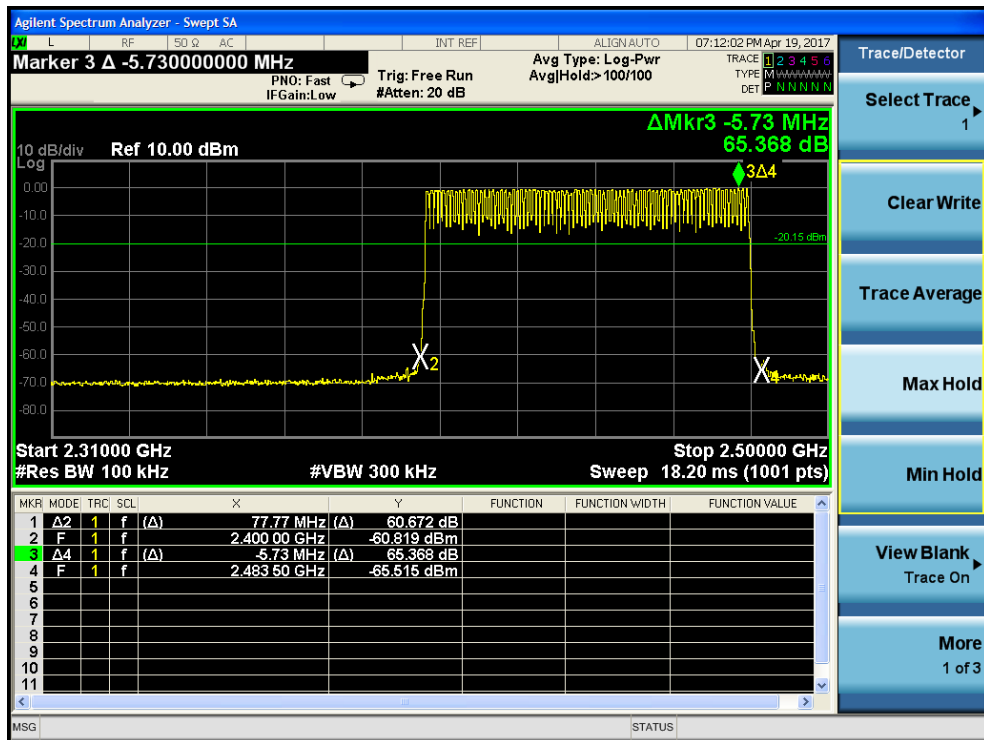 Agilent Spectrum Analyzer - Swept SA
LXI L RF 50 Ω AC INT REF ALIGNAUTO 07:12:02 PM Apr 19, 2017
Marker 3 Δ -5.730000000 MHz
PNO: Fast
IFGain:Low
Trig: Free Run
#Atten: 20 dB
Avg Type: Log-Pwr
Avg|Hold:>100/100
TRACE 1 2 3 4 5 6
TYPE M WWWWW
DET P N N N N N
ΔMkr3 -5.73 MHz
65.368 dB
10 dB/div Ref 10.00 dBm
Log
3Δ4
0.00
-10.0
-20.0
-20.15 dBm
-30.0
-40.0
-50.0
-60.0
2
-70.0
4
-80.0
Start 2.31000 GHz Stop 2.50000 GHz
#Res BW 100 kHz #VBW 300 kHz Sweep 18.20 ms (1001 pts)
MKR MODE TRC SCL X Y FUNCTION FUNCTION WIDTH FUNCTION VALUE
1 Δ2 1 f (Δ) 77.77 MHz (Δ) 60.672 dB
2 F 1 f 2.400 00 GHz -60.819 dBm
3 Δ4 1 f (Δ) -5.73 MHz (Δ) 65.368 dB
4 F 1 f 2.483 50 GHz -65.515 dBm
5
6
7
8
9
10
11
MSG STATUS
Trace/Detector
Select Trace
1
Clear Write
Trace Average
Max Hold
Min Hold
View Blank
Trace On
More
1 of 3